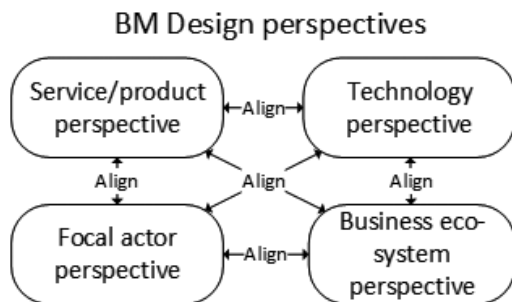 BM Design perspectives
Service/product
perspective
Align
Technology
perspective
Align
Align
Align
Focal actor
perspective
Align
Business eco-
system
perspective